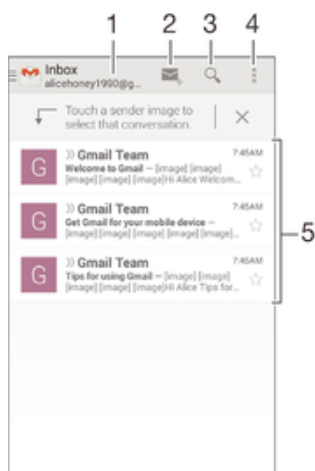 1 2 3 4
Inbox
alicehoney1990@g...
Touch a sender image to
select that conversation.
G
Gmail Team 7:45AM
Welcome to Gmail – [image] [image]
[image] [image] [image]Hi Alice Welcom...
5
G
Gmail Team 7:45AM
Get Gmail for your mobile device –
[image] [image] [image] [image] [image]...
G
Gmail Team 7:45AM
Tips for using Gmail – [image] [image]
[image] [image] [image]Hi Alice Tips for...